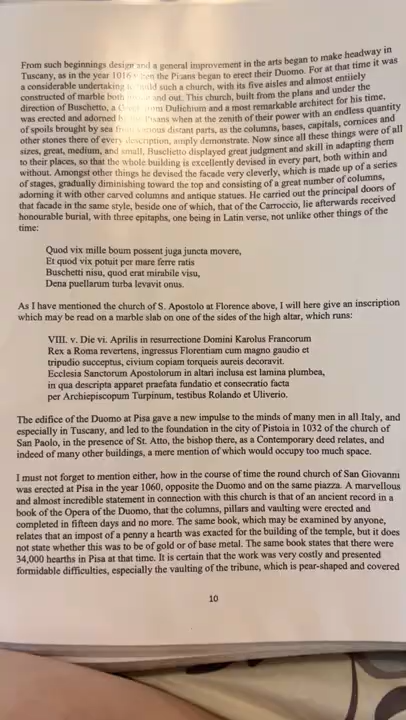 From such beginnings design and a general improvement in the arts began to make headway in
Tuscany, as in the year 1016 when the Pisans began to erect their Duomo. For at that time it was
a considerable undertaking to build such a church, with its five aisles and almost entirely
constructed of marble both inside and out. This church, built from the plans and under the
direction of Buschetto, a Greek from Dulichium and a most remarkable architect for his time,
was erected and adorned by the Pisans when at the zenith of their power with an endless quantity
of spoils brought by sea from various distant parts, as the columns, bases, capitals, cornices and
other stones there of every description, amply demonstrate. Now since all these things were of all
sizes, great, medium, and small, Buschetto displayed great judgment and skill in adapting them
to their places, so that the whole building is excellently devised in every part, both within and
without. Amongst other things he devised the façade very cleverly, which is made up of a series
of stages, gradually diminishing toward the top and consisting of a great number of columns,
adorning it with other carved columns and antique statues. He carried out the principal doors of
that facade in the same style, beside one of which, that of the Carroccio, he afterwards received
honourable burial, with three epitaphs, one being in Latin verse, not unlike other things of the
time:
Quod vix mille boum possent juga juncta movere,
Et quod vix potuit per mare ferre ratis
Buschetti nisu, quod erat mirabile visu,
Dena puellarum turba levavit onus.
As I have mentioned the church of S. Apostolo at Florence above, I will here give an inscription
which may be read on a marble slab on one of the sides of the high altar, which runs:
VIII. v. Die vi. Aprilis in resurrectione Domini Karolus Francorum
Rex a Roma revertens, ingressus Florentiam cum magno gaudio et
tripudio succeptus, civium copiam torqueis aureis decoravit.
Ecclesia Sanctorum Apostolorum in altari inclusa est lamina plumbea,
in qua descripta apparet praefata fundatio et consecratio facta
per Archiepiscopum Turpinum, testibus Rolando et Uliverio.
The edifice of the Duomo at Pisa gave a new impulse to the minds of many men in all Italy, and
especially in Tuscany, and led to the foundation in the city of Pistoia in 1032 of the church of
San Paolo, in the presence of St. Atto, the bishop there, as a Contemporary deed relates, and
indeed of many other buildings, a mere mention of which would occupy too much space.
I must not forget to mention either, how in the course of time the round church of San Giovanni
was erected at Pisa in the year 1060, opposite the Duomo and on the same piazza. A marvellous
and almost incredible statement in connection with this church is that of an ancient record in a
book of the Opera of the Duomo, that the columns, pillars and vaulting were erected and
completed in fifteen days and no more. The same book, which may be examined by anyone,
relates that an impost of a penny a hearth was exacted for the building of the temple, but it does
not state whether this was to be of gold or of base metal. The same book states that there were
34,000 hearths in Pisa at that time. It is certain that the work was very costly and presented
formidable difficulties, especially the vaulting of the tribune, which is pear-shaped and covered
10